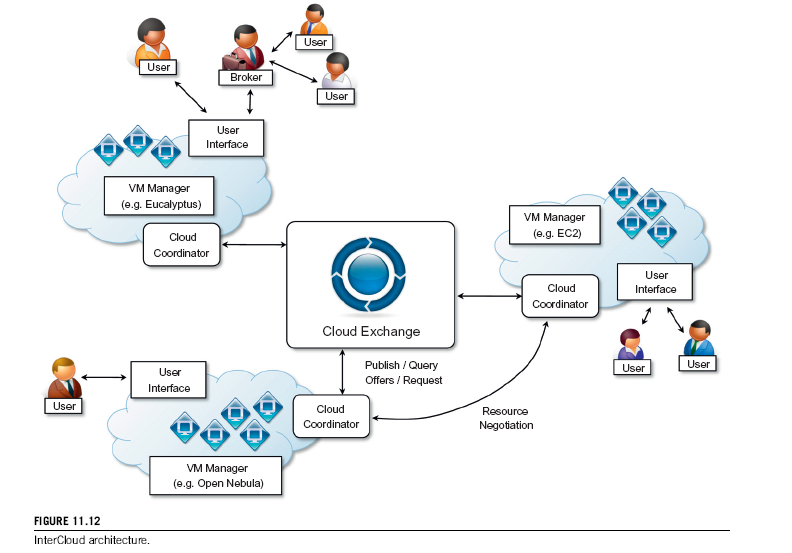 User
User
Broker
User
User
Interface
VM Manager
(e.g. Eucalyptus)
Cloud
Coordinator
VM Manager
(e.g. EC2)
User
Interface
Cloud
Coordinator
Cloud Exchange
User
User
Publish / Query
Offers / Request
User
Interface
User
Cloud
Coordinator
Resource
Negotiation
VM Manager
(e.g. Open Nebula)
FIGURE 11.12
InterCloud architecture.